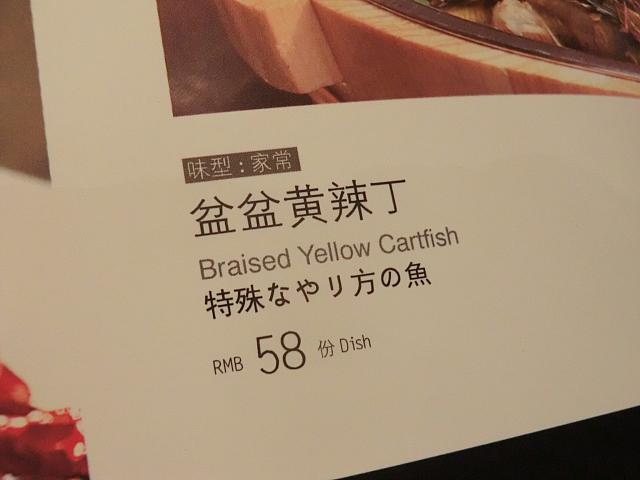 味型:家常
盆盆黄辣丁
Braised Yellow Cartfish
特殊なやリ方の魚
RMB 58 份 Dish